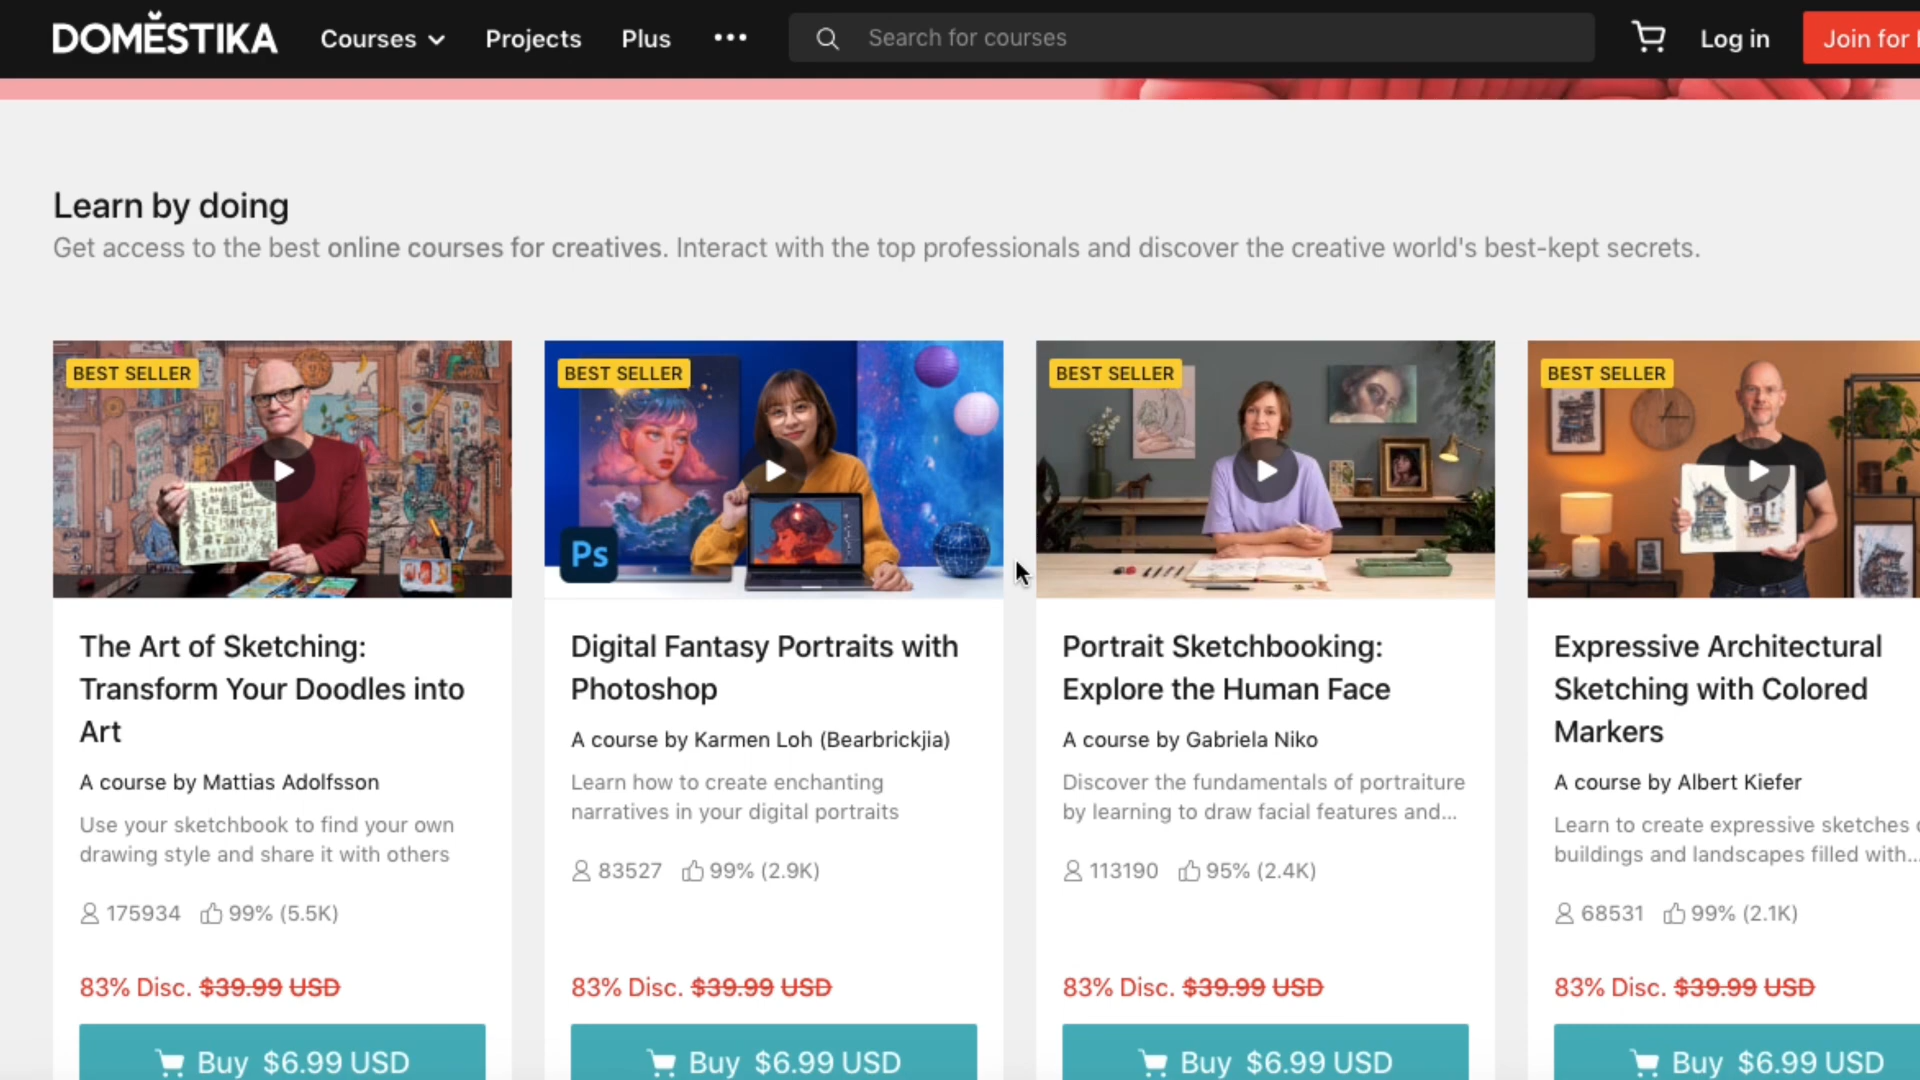 DOMĚSTIKA Courses Projects Plus ••• Search for courses Log in Join for
Learn by doing
Get access to the best online courses for creatives. Interact with the top professionals and discover the creative world's best-kept secrets.
BEST SELLER
The Art of Sketching:
Transform Your Doodles into
Art
A course by Mattias Adolfsson
Use your sketchbook to find your own
drawing style and share it with others
175934 99% (5.5K)
83% Disc. $39.99 USD
Buy $6.99 USD
BEST SELLER
Ps
Digital Fantasy Portraits with
Photoshop
A course by Karmen Loh (Bearbrickjia)
Learn how to create enchanting
narratives in your digital portraits
83527 99% (2.9K)
83% Disc. $39.99 USD
Buy $6.99 USD
BEST SELLER
Portrait Sketchbooking:
Explore the Human Face
A course by Gabriela Niko
Discover the fundamentals of portraiture
by learning to draw facial features and...
113190 95% (2.4K)
83% Disc. $39.99 USD
Buy $6.99 USD
BEST SELLER
Expressive Architectural
Sketching with Colored
Markers
A course by Albert Kiefer
Learn to create expressive sketches
buildings and landscapes filled with...
68531 99% (2.1K)
83% Disc. $39.99 USD
Buy $6.99 USD